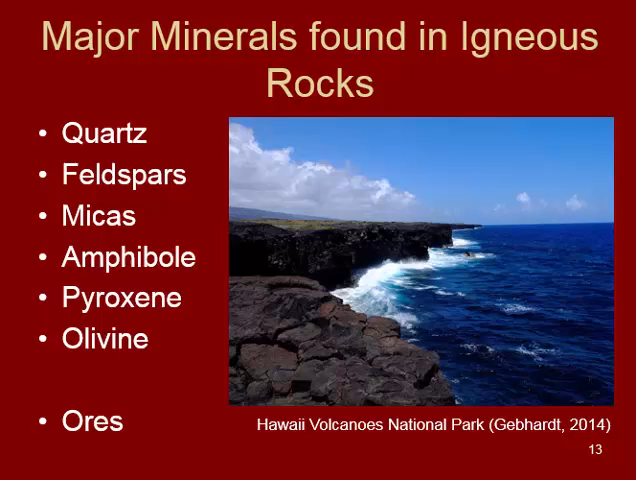 Major Minerals found in Igneous
Rocks
• Quartz
• Feldspars
• Micas
• Amphibole
• Pyroxene
• Olivine
• Ores
Hawaii Volcanoes National Park (Gebhardt, 2014)
13